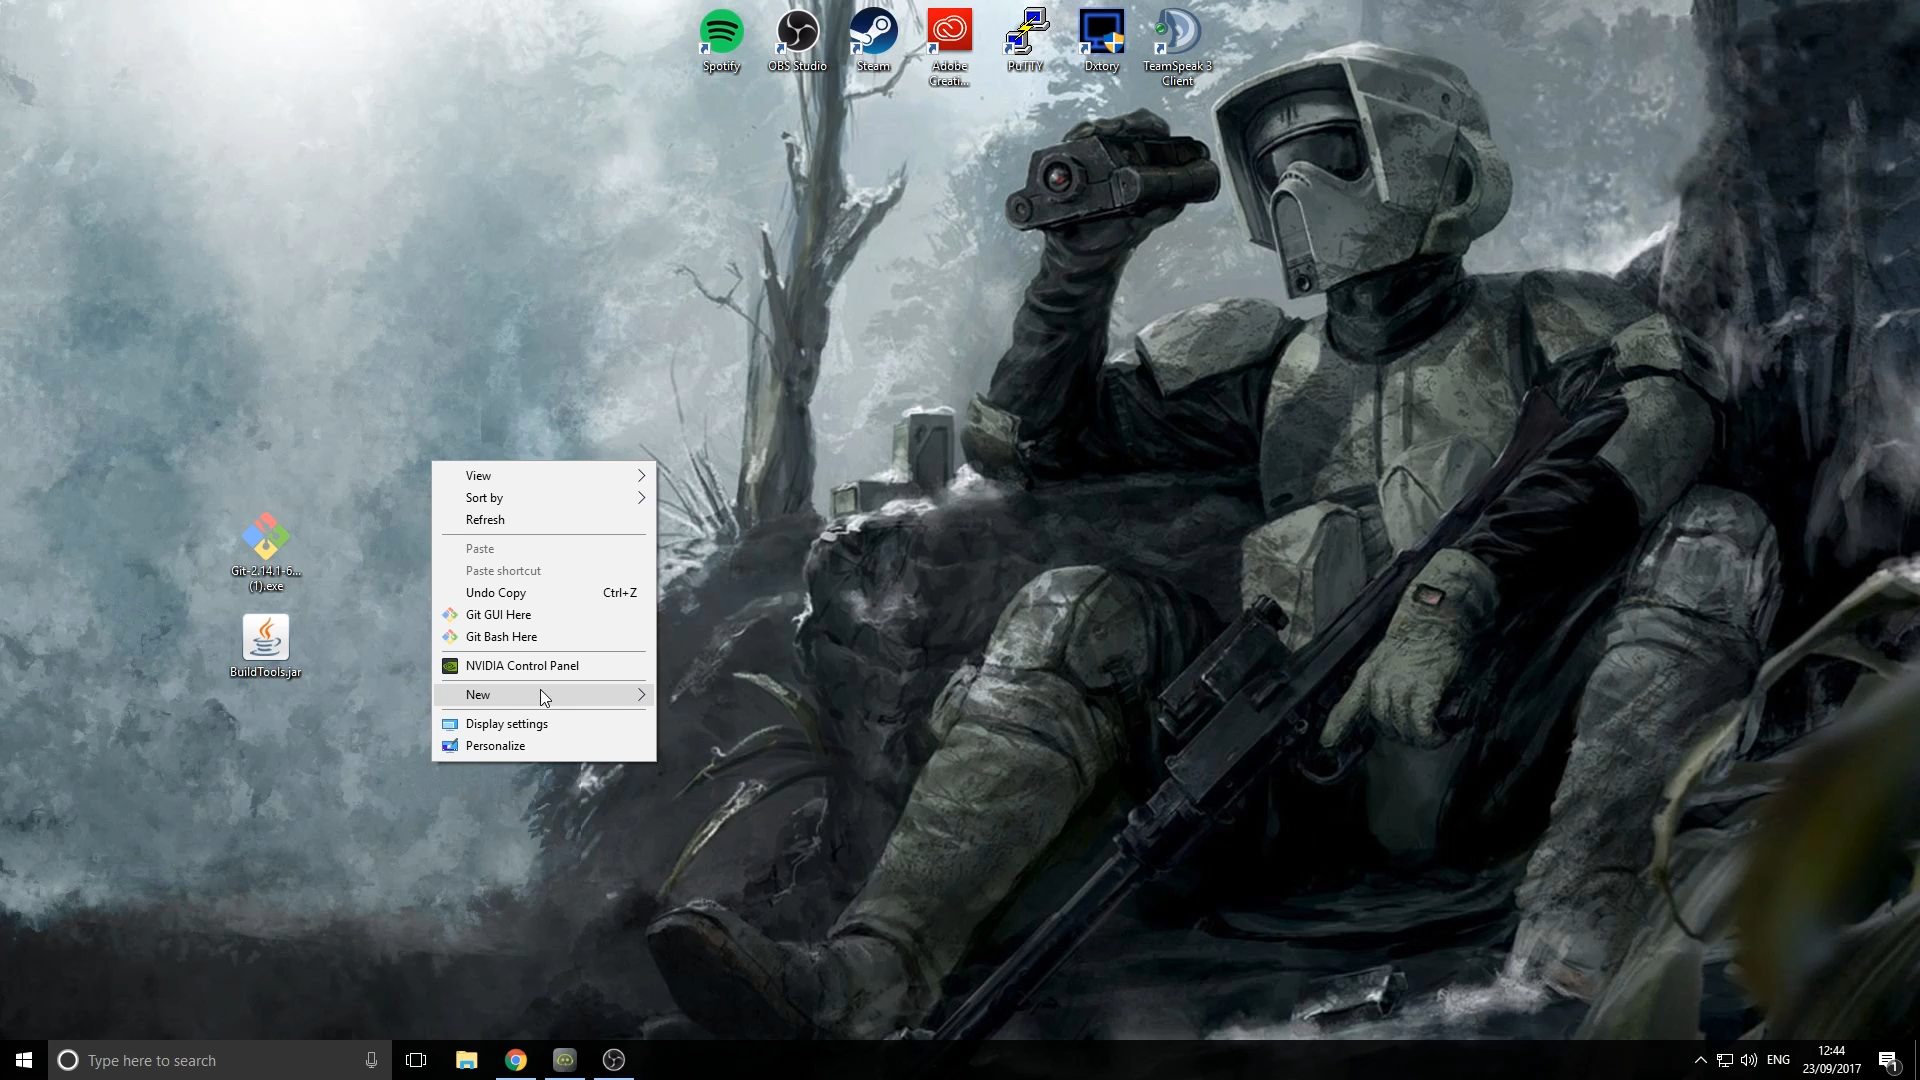 Spotify
OBS Studio
Steam
Adobe
Creati...
PuTTY
Dxtory
TeamSpeak 3
Client
Git-2.14.1-6...
(1).exe
BuildTools.jar
View
Sort by
Refresh
Paste
Paste shortcut
Undo Copy Ctrl+Z
Git GUI Here
Git Bash Here
NVIDIA Control Panel
New
Display settings
Personalize
Type here to search
ENG
12:44
23/09/2017
1